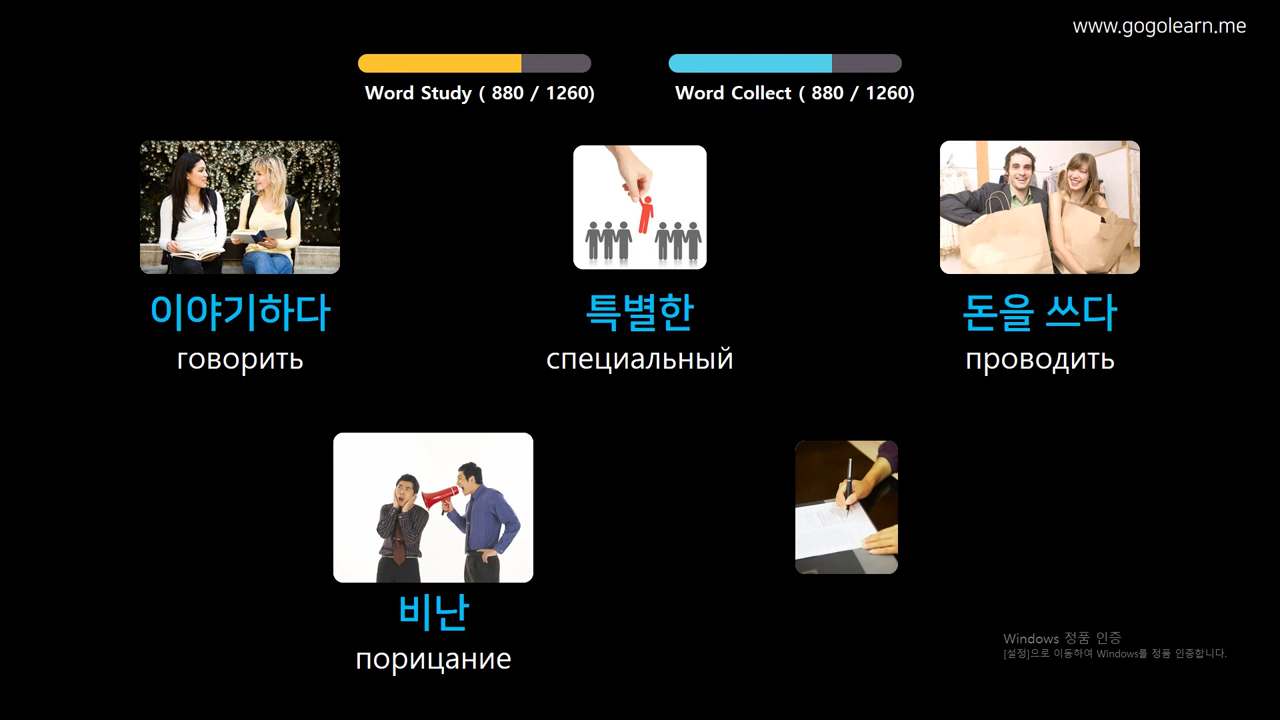 www.gogolearn.me
Word Study ( 880 / 1260)
Word Collect ( 880 / 1260)
이야기하다
говорить
특별한
специальный
돈을 쓰다
проводить
비난
порицание
Windows 정품 인증
[설정]으로 이동하여 Windows를 정품 인증합니다.